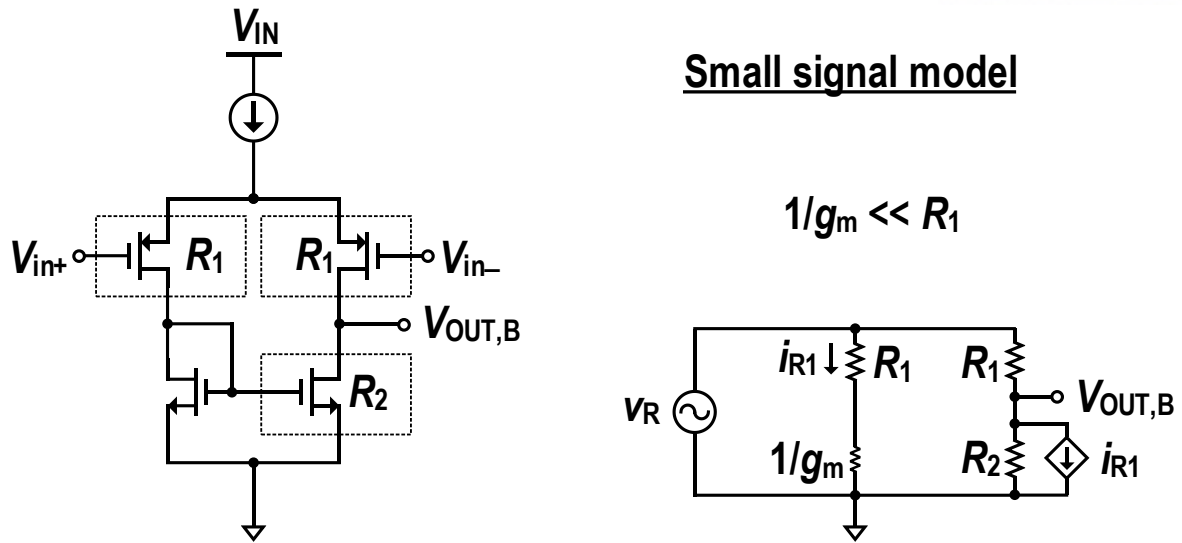 VIN
Small signal model
1/gm << R1
Vin+
R1
R1
Vin–
VOUT,B
R2
iR1
R1
R1
VOUT,B
vR
1/gm
R2
iR1